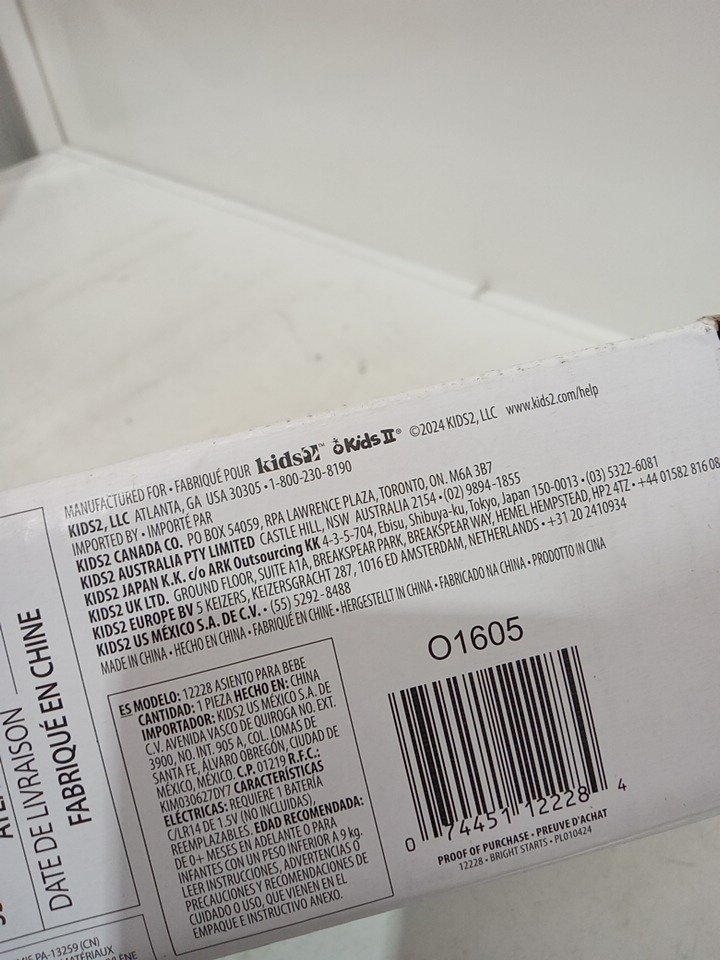 MANUFACTURED FOR • FABRIQUÉ POUR kids2™ Kids II® ©2024 KIDS2, LLC www.kids2.com/help
KIDS2, LLC ATLANTA, GA USA 30305 • 1-800-230-8190
IMPORTED BY • IMPORTÉ PAR
KIDS2 CANADA CO. PO BOX 54059, RPA LAWRENCE PLAZA, TORONTO, ON. M6A 3B7
KIDS2 AUSTRALIA PTY LIMITED CASTLE HILL, NSW AUSTRALIA 2154 • (02) 9894-1855
KIDS2 JAPAN K.K. c/o ARK Outsourcing KK 4-3-5-704, Ebisu, Shibuya-ku, Tokyo, Japan 150-0013 • (03) 5322-6081
KIDS2 UK LTD. GROUND FLOOR, SUITE A1A, BREAKSPEAR PARK, BREAKSPEAR WAY, HEMEL HEMPSTEAD, HP2 4TZ • +44 01582 816 08
KIDS2 EUROPE BV 5 KEIZERS, KEIZERSGRACHT 287, 1016 ED AMSTERDAM, NETHERLANDS • +31 20 2410934
KIDS2 US MÉXICO S.A. DE C.V. • (55) 5292-8488
MADE IN CHINA • HECHO EN CHINA • FABRIQUÉ EN CHINE • HERGESTELLT IN CHINA • FABRICADO NA CHINA • PRODOTTO IN CINA
DATE DE LIVRAISON
FABRIQUÉ EN CHINE
ES MODELO: 12228 ASIENTO PARA BEBE
CANTIDAD: 1 PIEZA HECHO EN: CHINA
IMPORTADOR: KIDS2 US MÉXICO S.A. DE
C.V. AVENIDA VASCO DE QUIROGA NO. EXT.
3900, NO. INT. 905 A, COL. LOMAS DE
SANTA FE, ÁLVARO OBREGÓN, CIUDAD DE
MÉXICO, MÉXICO. C.P. 01219 R.F.C.:
KIM030627DY7 CARACTERÍSTICAS
ELÉCTRICAS: REQUIERE 1 BATERÍA
C/LR14 DE 1.5V (NO INCLUIDAS),
REEMPLAZABLES. EDAD RECOMENDADA:
DE 0+ MESES EN ADELANTE O PARA
INFANTES CON UN PESO INFERIOR A 9 kg.
LEER INSTRUCCIONES, ADVERTENCIAS O
PRECAUCIONES Y RECOMENDACIONES DE
CUIDADO O USO, QUE VIENEN EN EL
EMPAQUE E INSTRUCTIVO ANEXO.
O1605
0 74451 12228 4
PROOF OF PURCHASE • PREUVE D'ACHAT
12228 • BRIGHT STARTS • PL010424
PA-13259 (CN)